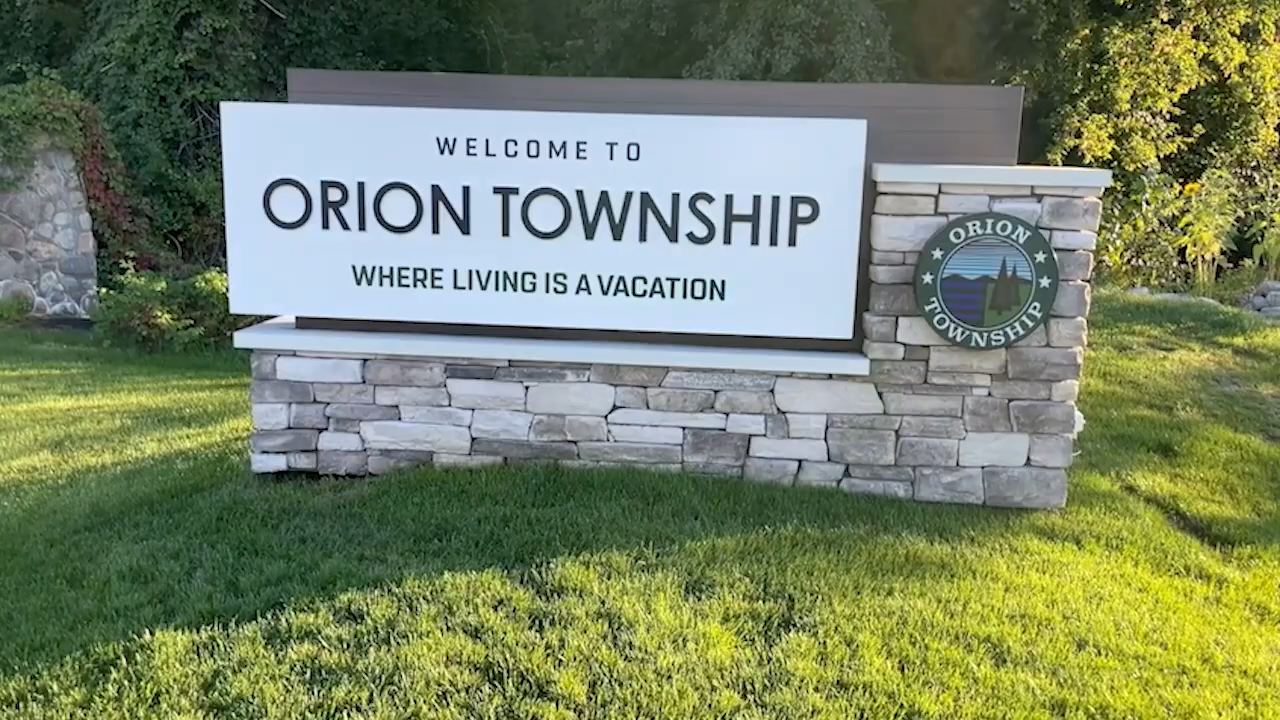 WELCOME TO
ORION TOWNSHIP
WHERE LIVING IS A VACATION
ORION
TOWNSHIP